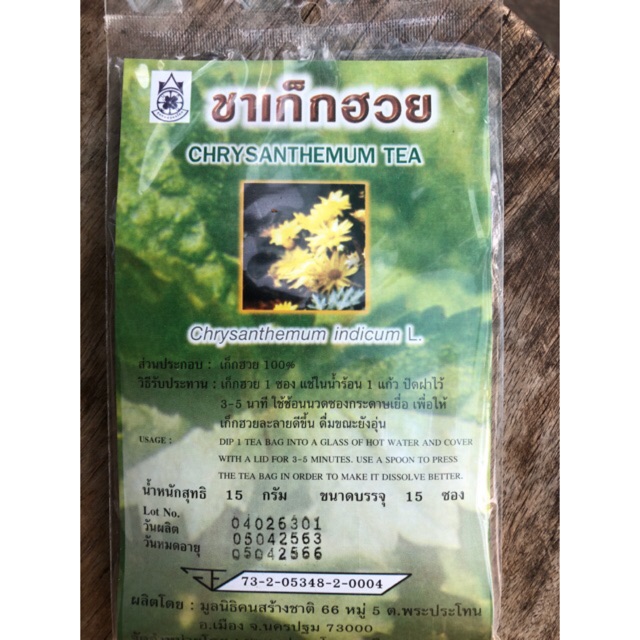 ชาเก็กฮวย
CHRYSANTHEMUM TEA
Chrysanthemum indicum L.
ส่วนประกอบ : เก็กฮวย 100%
วิธีรับประทาน : เก็กฮวย 1 ซอง แช่ในน้ำร้อน 1 แก้ว ปิดฝาไว้
3-5 นาที ใช้ช้อนนวดซองกระดาษเยื่อ เพื่อให้
เก็กฮวยละลายดีขึ้น ดื่มขณะยังอุ่น
USAGE : DIP 1 TEA BAG INTO A GLASS OF HOT WATER AND COVER
WITH A LID FOR 3-5 MINUTES. USE A SPOON TO PRESS
THE TEA BAG IN ORDER TO MAKE IT DISSOLVE BETTER.
น้ำหนักสุทธิ 15 กรัม ขนาดบรรจุ 15 ซอง
Lot No. 04026301
วันผลิต 05042563
วันหมดอายุ 05042566
73-2-05348-2-0004
ผลิตโดย : มูลนิธิคนสร้างชาติ 66 หมู่ 5 ต.พระประโทน
อ.เมือง จ.นครปฐม 73000